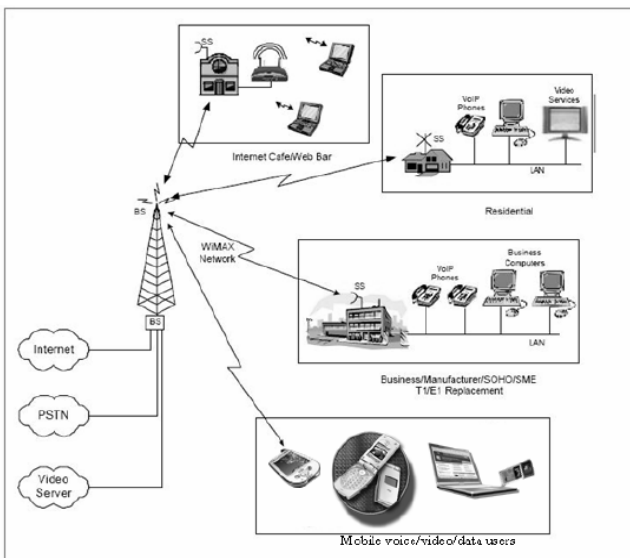 SS
Internet Cafe/Web Bar
VoIP
Phones
Video
Services
SS
LAN
Residential
BS
WiMAX
Network
Business
Computers
VoIP
Phones
SS
LAN
Business/Manufacturer/SOHO/SME
T1/E1 Replacement
BS
Internet
PSTN
Video
Server
Mobile voice/video/data users